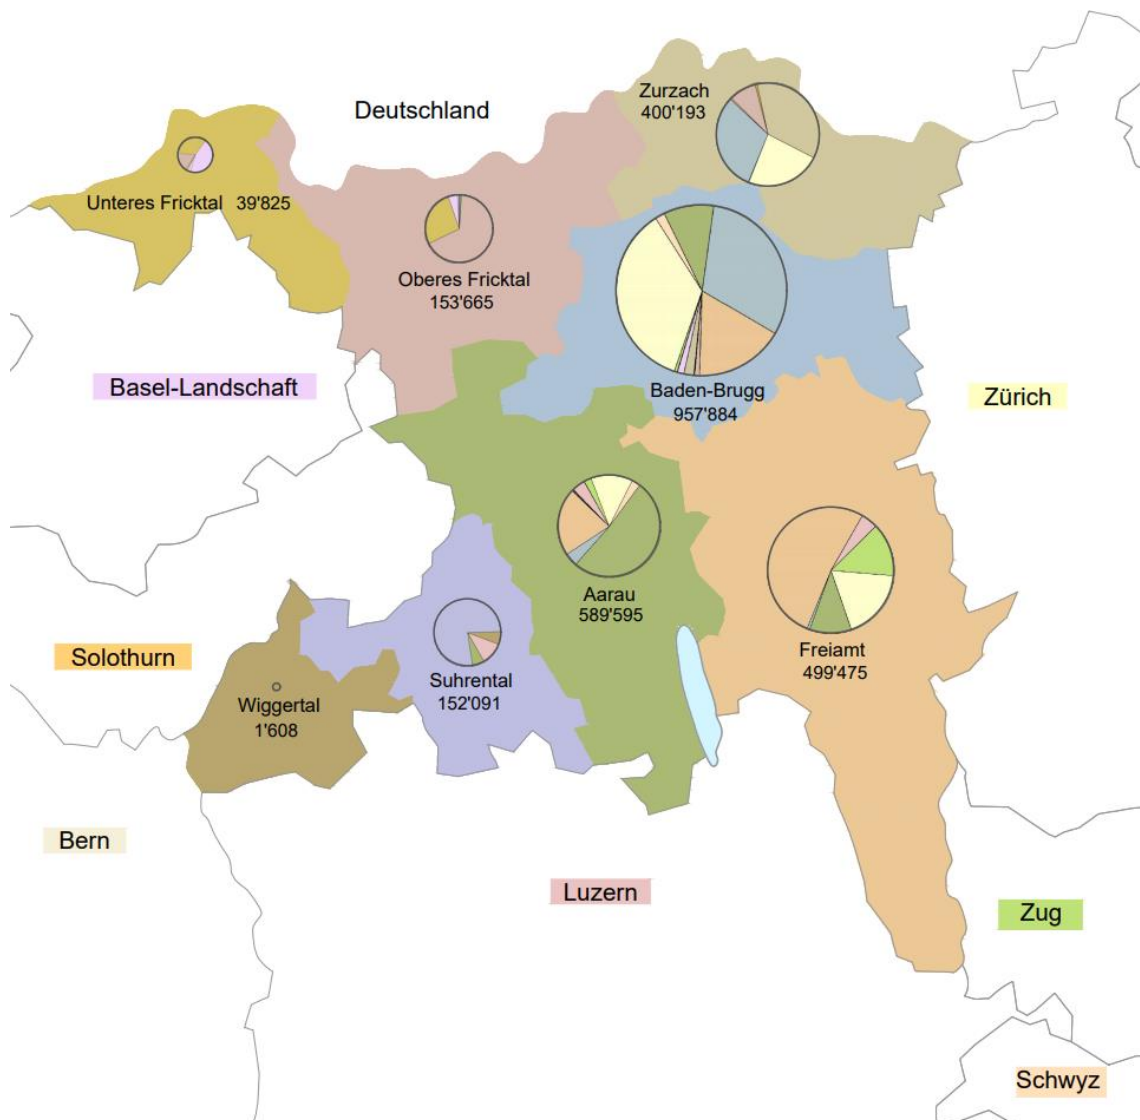 Deutschland
Zurzach
400'193
Unteres Fricktal 39'825
Oberes Fricktal
153'665
Basel-Landschaft
Baden-Brugg
957'884
Zürich
Aarau
589'595
Solothurn
Suhrental
152'091
Freiamt
499'475
Wiggertal
1'608
Bern
Luzern
Zug
Schwyz